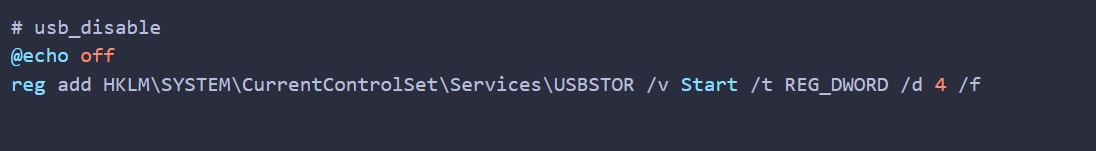 # usb_disable
@echo off
reg add HKLM\SYSTEM\CurrentControlSet\Services\USBSTOR /v Start /t REG_DWORD /d 4 /f